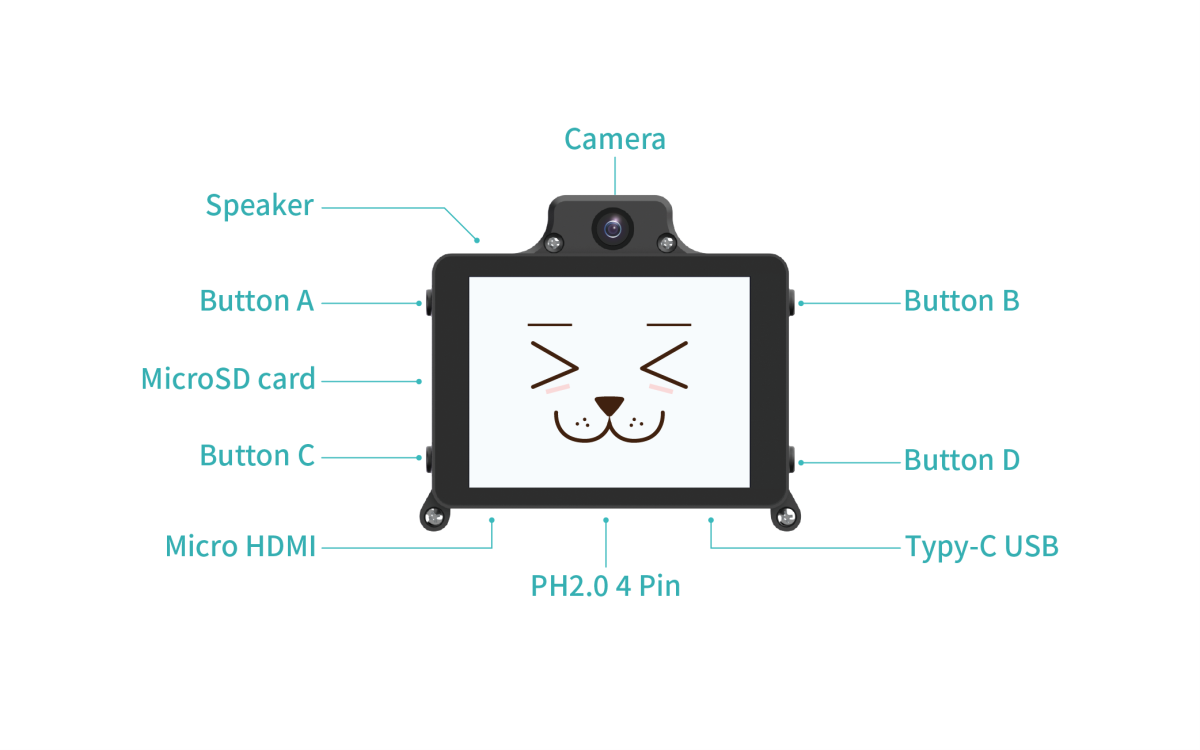 Camera
Speaker
Button A
Button B
MicroSD card
Button C
Button D
Micro HDMI
Typy-C USB
PH2.0 4 Pin